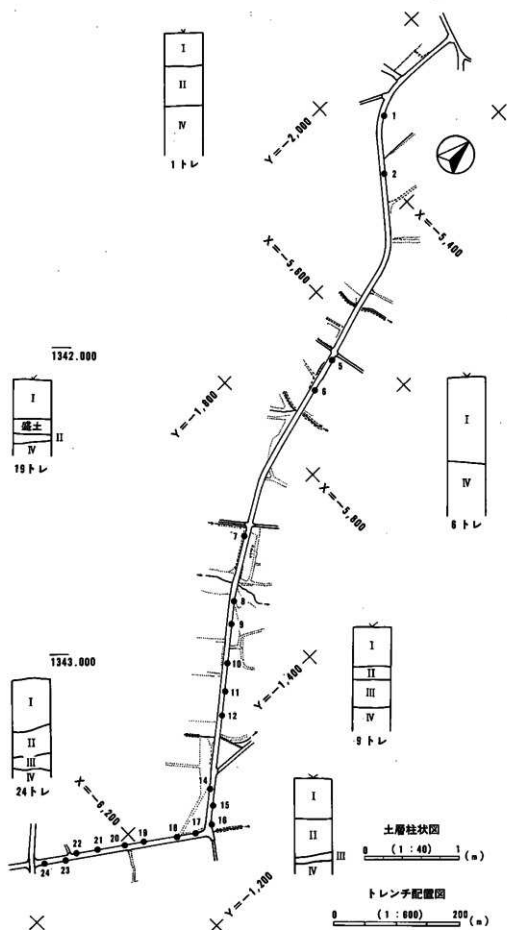 I
II
IV
1トレ
Y=-2,000
1
2
X=-5,400
X=-5,600
1342.000
I
盛土
II
IV
19トレ
Y=-1,800
5
6
I
IV
6トレ
X=-5,800
7
8
9
10
11
12
Y=-1,400
I
II
III
IV
9トレ
1343.000
I
II
III
IV
24トレ
X=-6,200
14
15
16
17
18
19
20
21
22
23
24
I
II
III
IV
Y=-1,200
土層柱状図
0 (1:40) 1 (m)
トレンチ配置図
0 (1:600) 200 (m)